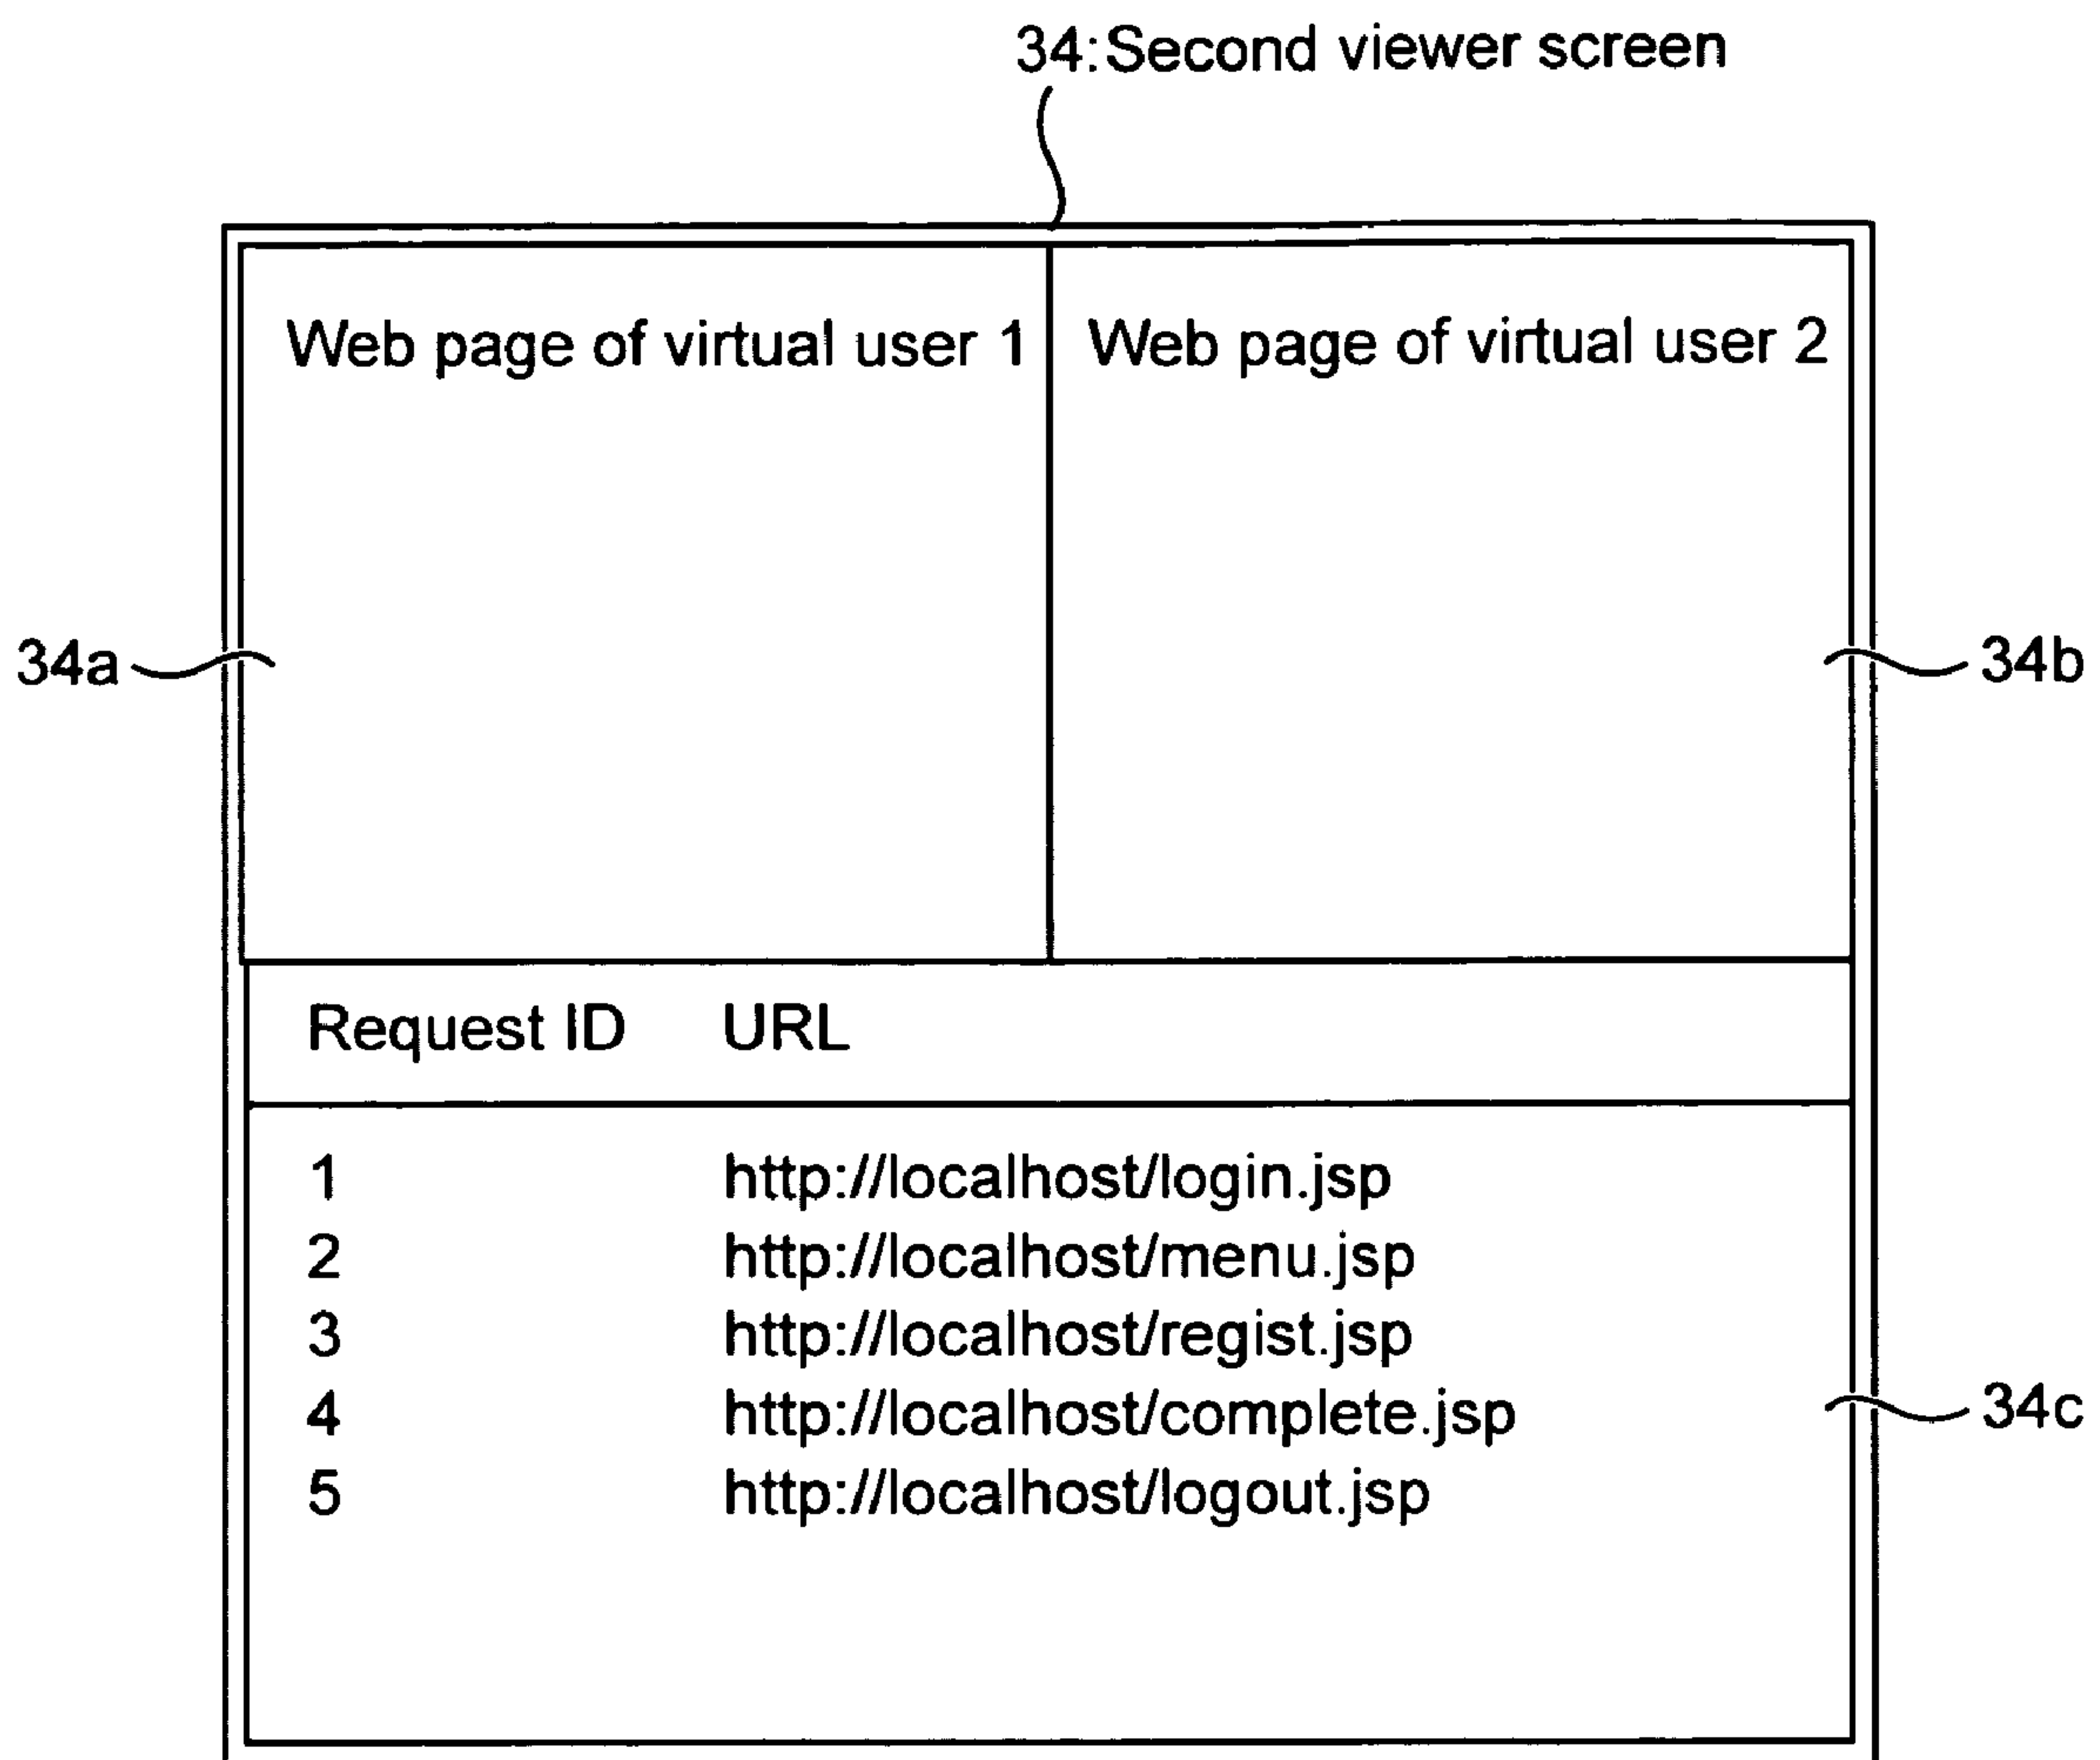 34:Second viewer screen
Web page of virtual user 1
Web page of virtual user 2
34a
34b
Request ID URL
1 http://localhost/login.jsp
2 http://localhost/menu.jsp
3 http://localhost/regist.jsp
4 http://localhost/complete.jsp
34c
5 http://localhost/logout.jsp